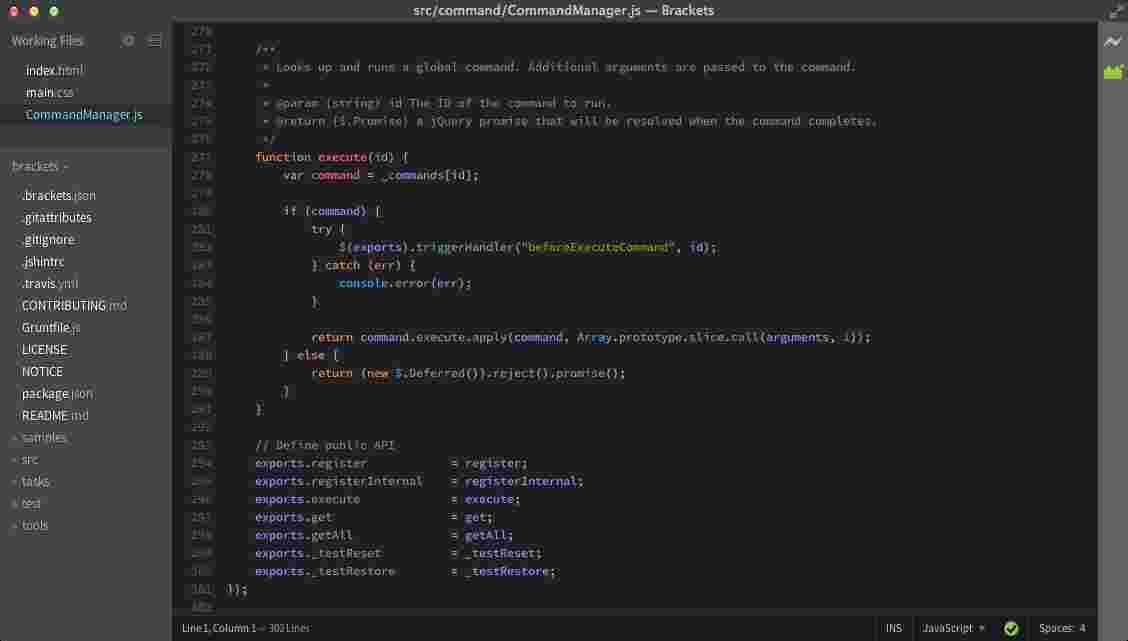 src/command/CommandManager.js — Brackets
Working Files
index.html
main.css
CommandManager.js
brackets
.brackets.json
.gitattributes
.gitignore
.jshintrc
.travis.yml
CONTRIBUTING.md
Gruntfile.js
LICENSE
NOTICE
package.json
README.md
samples
src
tasks
test
tools
270
271 /**
272 * Looks up and runs a global command. Additional arguments are passed to the command.
273 *
274 * @param {string} id The ID of the command to run.
275 * @return {$.Promise} a jQuery promise that will be resolved when the command completes.
276 */
277 function execute(id) {
278 var command = _commands[id];
279
280 if (command) {
281 try {
282 $(exports).triggerHandler("beforeExecuteCommand", id);
283 } catch (err) {
284 console.error(err);
285 }
286
287 return command.execute.apply(command, Array.prototype.slice.call(arguments, 1));
288 } else {
289 return (new $.Deferred()).reject().promise();
290 }
291 }
292
293 // Define public API
294 exports.register = register;
295 exports.registerInternal = registerInternal;
296 exports.execute = execute;
297 exports.get = get;
298 exports.getAll = getAll;
299 exports._testReset = _testReset;
300 exports._testRestore = _testRestore;
301 });
302
Line 1, Column 1 — 302 Lines
INS
JavaScript
Spaces: 4